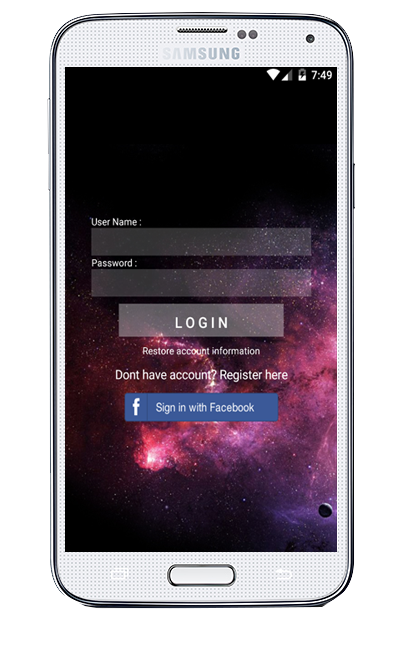 SAMSUNG
7:49
User Name :
Password :
LOGIN
Restore account information
Dont have account? Register here
f Sign in with Facebook